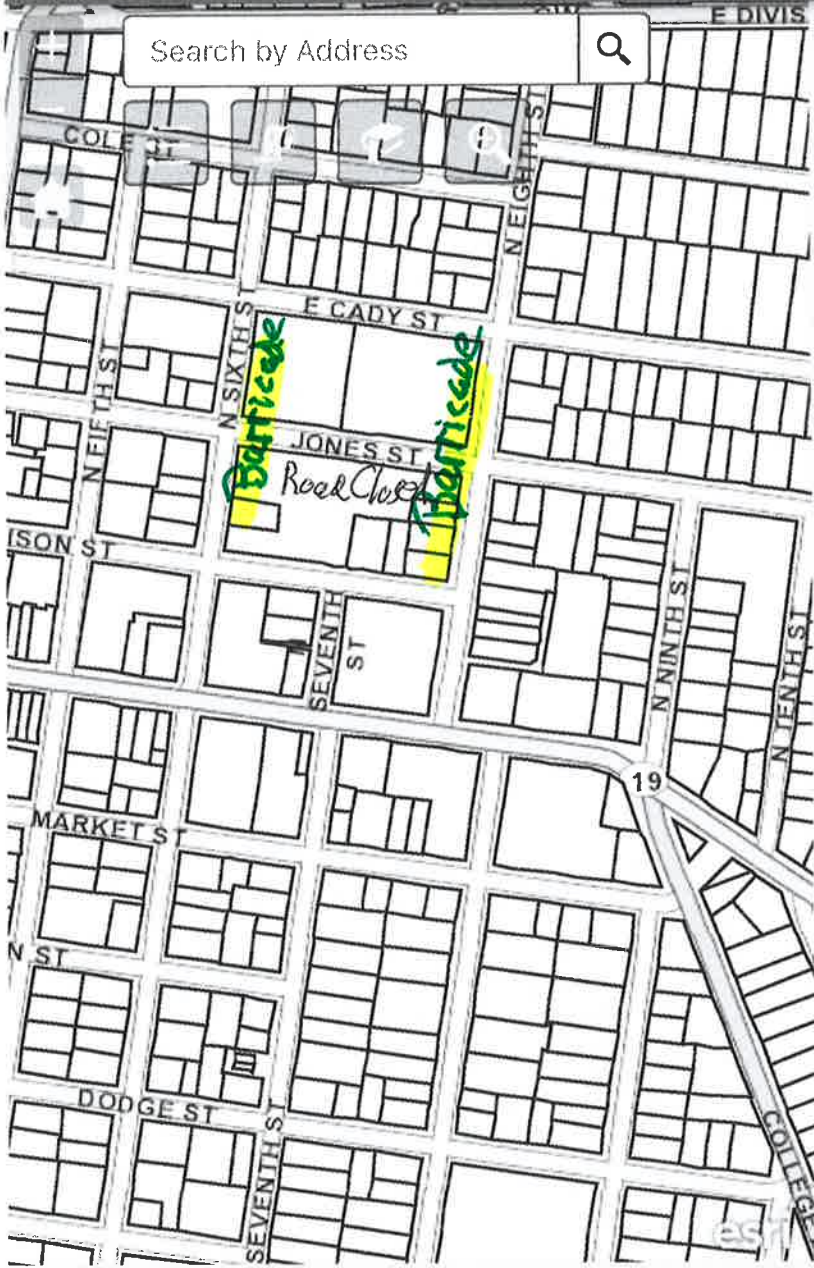 E DIVIS
Search by Address
COLE ST
N EIGHTH ST
E CADY ST
N SIXTH ST
Barricade
Barricade
N FIFTH ST
JONES ST
Road Closed
ISON ST
SEVENTH
ST
N NINTH ST
N TENTH ST
19
MARKET ST
N ST
DODGE ST
SEVENTH ST
COLLEGE
esri